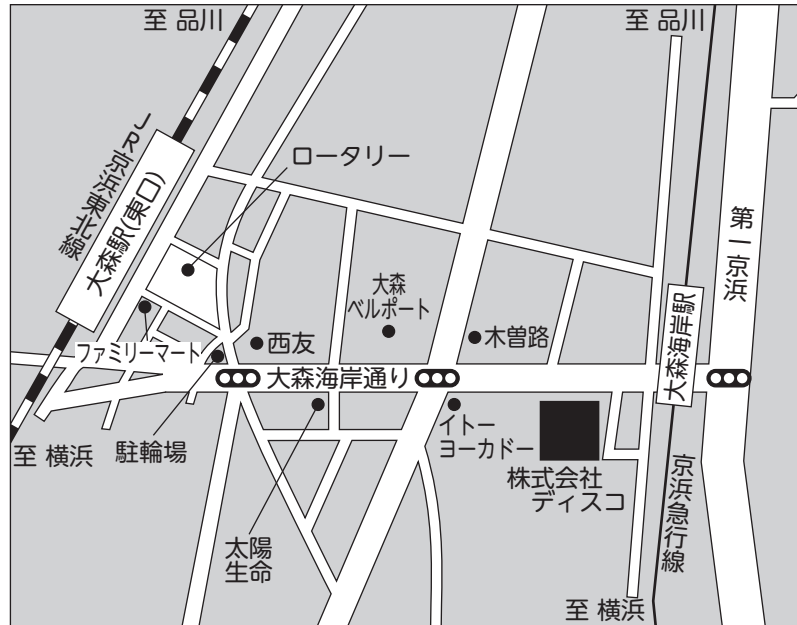 至 品川
至 品川
JR京浜東北線
大森駅(東口)
ロータリー
第一京浜
大森
ベルポート
大森海岸駅
木曽路
西友
ファミリーマート
大森海岸通り
イトー
ヨーカドー
至 横浜
駐輪場
株式会社
ディスコ
京浜急行線
太陽
生命
至 横浜